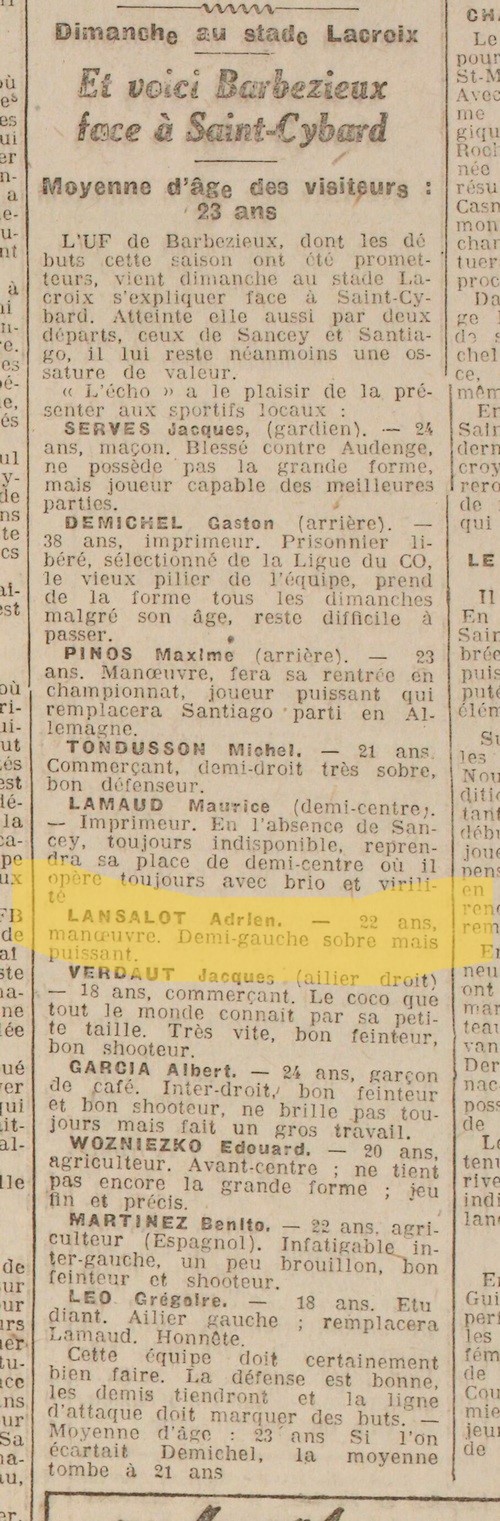 Dimanche au stade Lacroix
Et voici Barbezieux
face à Saint-Cybard
Moyenne d'âge des visiteurs :
23 ans
L'UF de Barbezieux, dont les dé
buts cette saison ont été promet-
teurs, vient dimanche au stade La-
croix s'expliquer face à Saint-Cy-
bard. Atteinte elle aussi par deux
départs, ceux de Sancey et Santia-
go, il lui reste néanmoins une os-
sature de valeur.
« L'écho » a le plaisir de la pré-
senter aux sportifs locaux :
SERVES Jacques, (gardien). — 24
ans, maçon. Blessé contre Audenge,
ne possède pas la grande forme,
mais joueur capable des meilleures
parties.
DEMICHEL Gaston (arrière). —
38 ans, imprimeur. Prisonnier li-
béré, sélectionné de la Ligue du CO,
le vieux pilier de l'équipe, prend
de la forme tous les dimanches
malgré son âge, reste difficile à
passer.
PINOS Maxime (arrière). — 23
ans. Manœuvre, fera sa rentrée en
championnat, joueur puissant qui
remplacera Santiago parti en Al-
lemagne.
TONDUSSON Michel. — 21 ans.
Commerçant, demi-droit très sobre,
bon défenseur.
LAMAUD Maurice (demi-centre).
— Imprimeur. En l'absence de San-
cey, toujours indisponible, repren-
dra sa place de demi-centre où il
opère toujours avec brio et virili-
té
LANSALOT Adrien. — 22 ans,
manœuvre. Demi-gauche sobre mais
puissant.
VERDAUT Jacques (ailier droit)
— 18 ans, commerçant. Le coco que
tout le monde connait par sa peti-
te taille. Très vite, bon feinteur,
bon shooteur.
GARCIA Albert. — 24 ans, garçon
de café. Inter-droit, bon feinteur
et bon shooteur, ne brille pas tou-
jours mais fait un gros travail.
WOZNIEZKO Edouard. — 20 ans,
agriculteur. Avant-centre ; ne tient
pas encore la grande forme ; jeu
fin et précis.
MARTINEZ Benito. — 22 ans, agri-
culteur (Espagnol). Infatigable in-
ter-gauche, un peu brouillon, bon
feinteur et shooteur.
LEO Grégoire. — 18 ans. Etu
diant. Ailier gauche ; remplacera
Lamaud. Honnête.
Cette équipe doit certainement
bien faire. La défense est bonne,
les demis tiendront et la ligne
d'attaque doit marquer des buts. —
Moyenne d'âge : 23 ans Si l'on
écartait Demichel, la moyenne
tombe à 21 ans